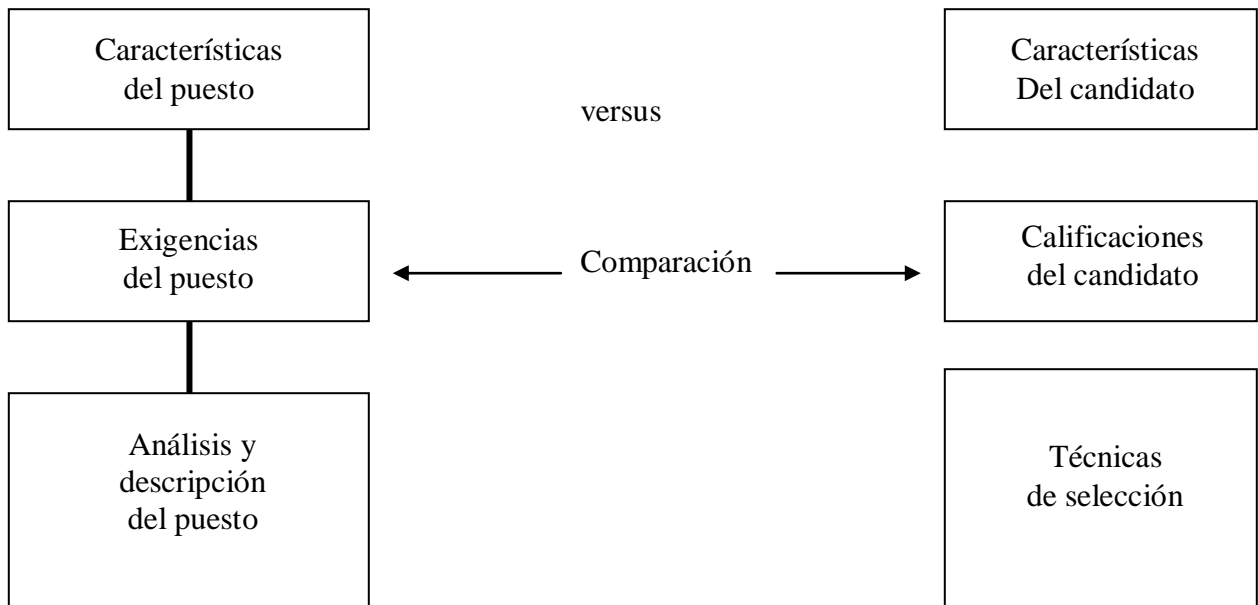 Características
del puesto
versus
Características
Del candidato
Exigencias
del puesto
Comparación
Calificaciones
del candidato
Análisis y
descripción
del puesto
Técnicas
de selección